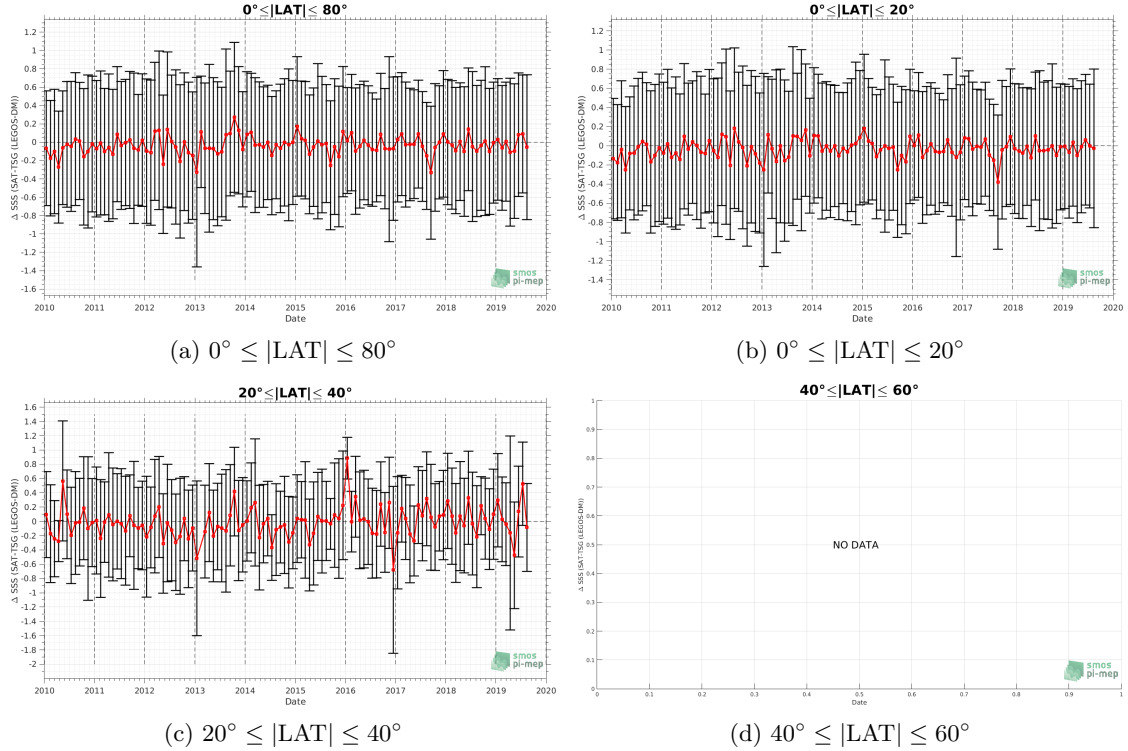 0°≤|LAT|≤ 80°
Δ SSS (SAT-TSG (LEGOS-DM))
1.2
1
0.8
0.6
0.4
0.2
0
-0.2
-0.4
-0.6
-0.8
-1
-1.2
-1.4
-1.6
2010 2011 2012 2013 2014 2015 2016 2017 2018 2019 2020
Date
smos
pi-mep
(a) 0° ≤ |LAT| ≤ 80°
0°≤|LAT|≤ 20°
Δ SSS (SAT-TSG (LEGOS-DM))
1.2
1
0.8
0.6
0.4
0.2
0
-0.2
-0.4
-0.6
-0.8
-1
-1.2
-1.4
2010 2011 2012 2013 2014 2015 2016 2017 2018 2019 2020
Date
smos
pi-mep
(b) 0° ≤ |LAT| ≤ 20°
20°≤|LAT|≤ 40°
Δ SSS (SAT-TSG (LEGOS-DM))
1.6
1.4
1.2
1
0.8
0.6
0.4
0.2
0
-0.2
-0.4
-0.6
-0.8
-1
-1.2
-1.4
-1.6
-1.8
-2
2010 2011 2012 2013 2014 2015 2016 2017 2018 2019 2020
Date
smos
pi-mep
(c) 20° ≤ |LAT| ≤ 40°
40°≤|LAT|≤ 60°
Δ SSS (SAT-TSG (LEGOS-DM))
1
0.9
0.8
0.7
0.6
0.5
0.4
0.3
0.2
0.1
0
NO DATA
0 0.1 0.2 0.3 0.4 0.5 0.6 0.7 0.8 0.9 1
Date
smos
pi-mep
(d) 40° ≤ |LAT| ≤ 60°